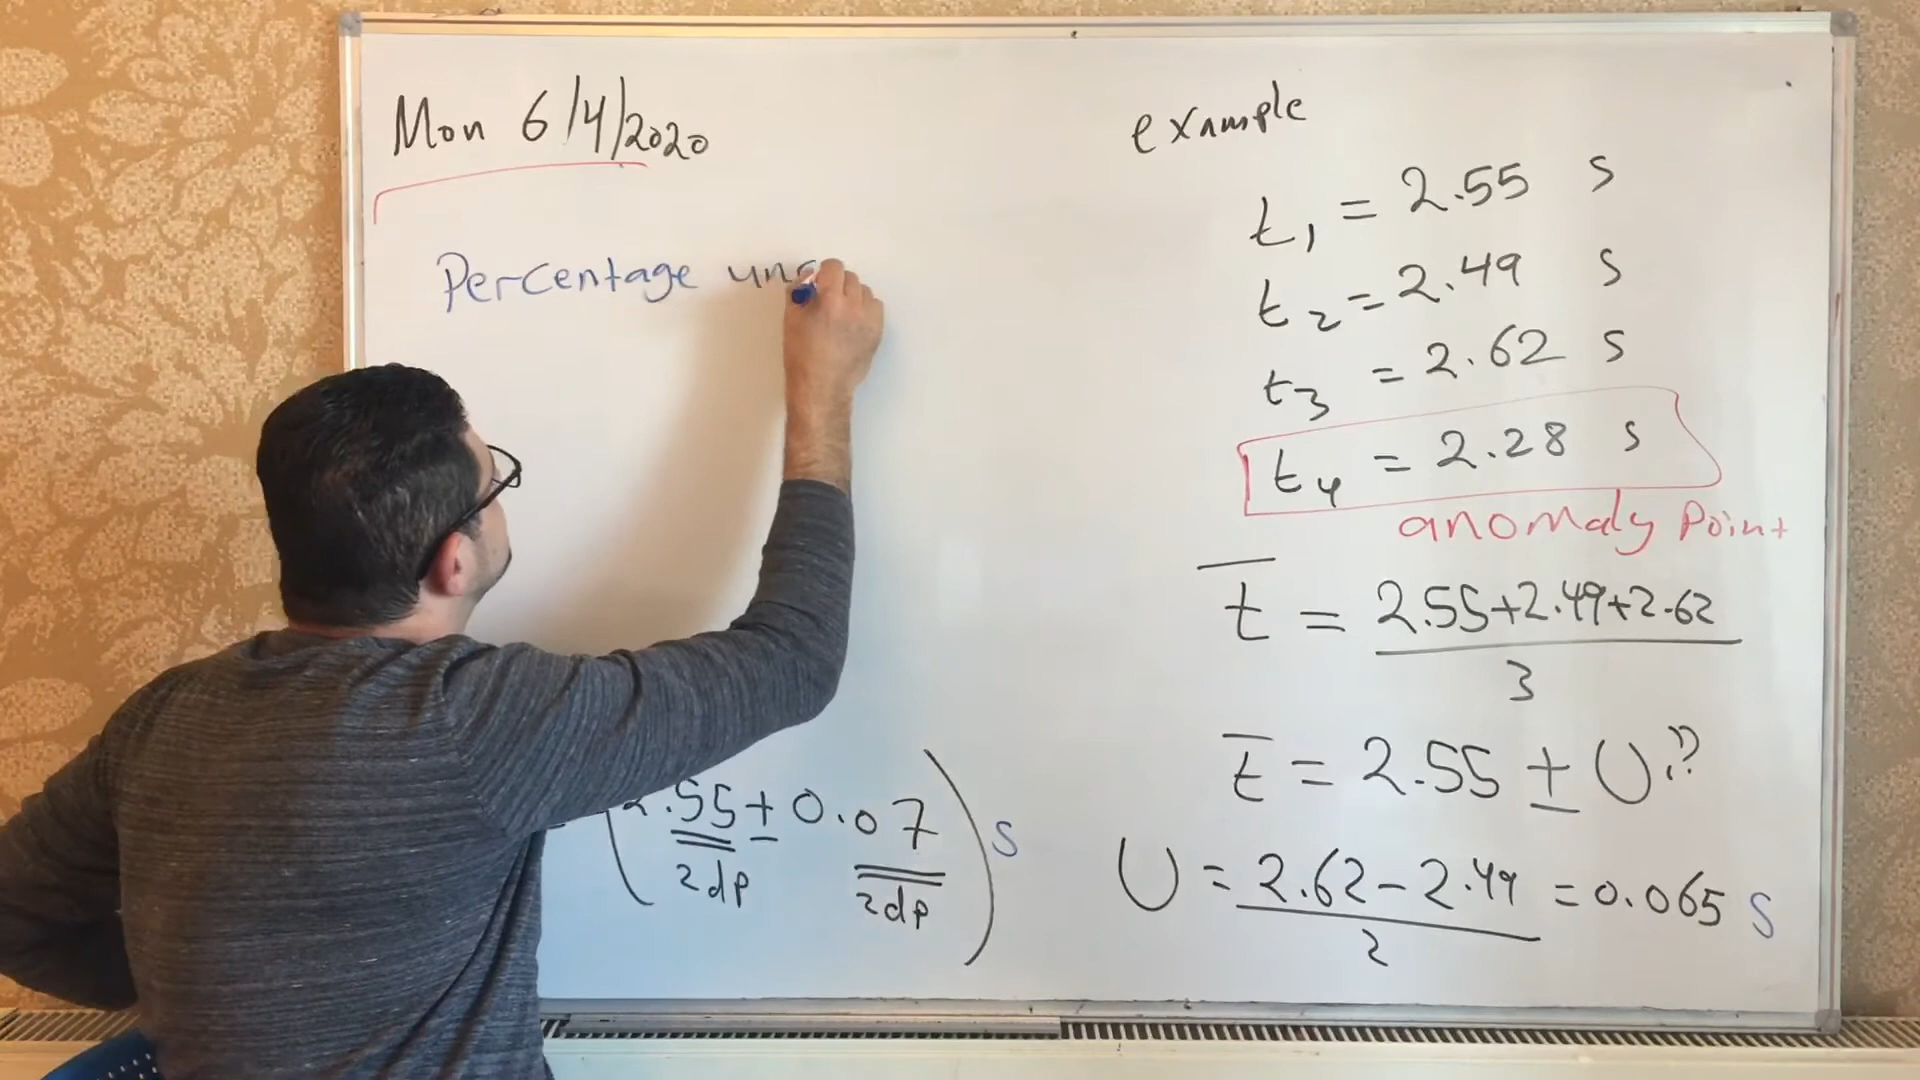 Mon 6/4/2020
Percentage unc
= (2.55 ± 0.07) s
2dp 2dp
example
t₁ = 2.55 s
t₂ = 2.49 s
t₃ = 2.62 s
t₄ = 2.28 s
anomaly Point
t̅ = 2.55+2.49+2.62
3
t̅ = 2.55 ± U??
U = 2.62 - 2.49 = 0.065 s
2